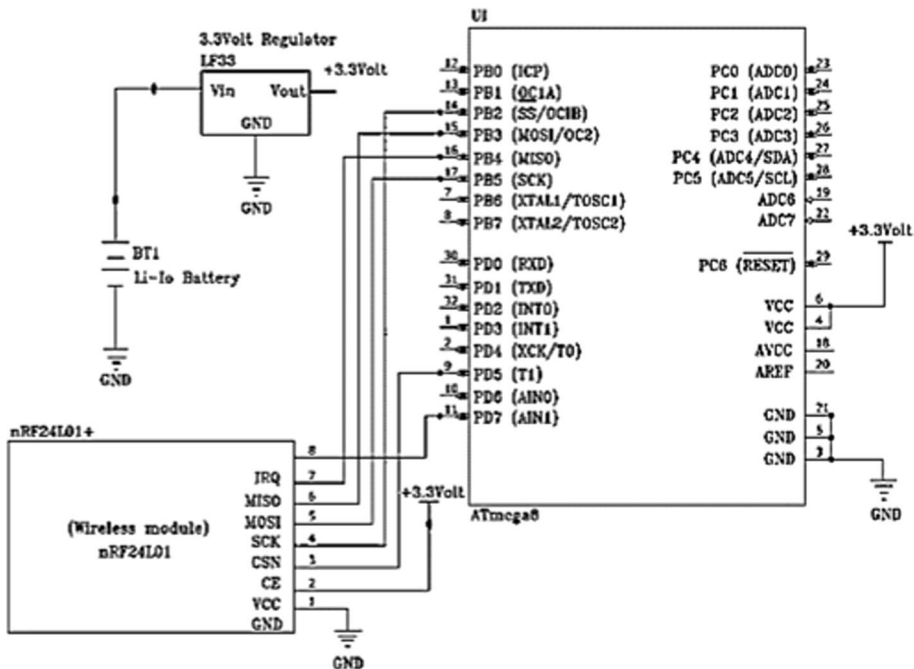 3.3Volt Regulator
LF33
+3.3Volt
Vin Vout
GND
GND
BT1
Li-Io Battery
GND
U1
12 PB0 (ICP)
13 PB1 (OC1A)
14 PB2 (SS/OC1B)
15 PB3 (MOSI/OC2)
16 PB4 (MISO)
17 PB5 (SCK)
7 PB6 (XTAL1/TOSC1)
8 PB7 (XTAL2/TOSC2)
30 PD0 (RXD)
31 PD1 (TXD)
32 PD2 (INT0)
1 PD3 (INT1)
2 PD4 (XCK/T0)
9 PD5 (T1)
10 PD6 (AIN0)
11 PD7 (AIN1)
PC0 (ADC0) 23
PC1 (ADC1) 24
PC2 (ADC2) 25
PC3 (ADC3) 26
PC4 (ADC4/SDA) 27
PC5 (ADC5/SCL) 28
ADC6 19
ADC7 22
+3.3Volt
PC6 (RESET) 29
VCC 6
VCC 4
AVCC 18
AREF 20
GND 21
GND 5
GND 3
GND
ATmega8
nRF24L01+
(Wireless module)
nRF24L01
8
IRQ 7
MISO 6
MOSI 5
SCK 4
CSN 3
CE 2
VCC 1
GND
+3.3Volt
GND